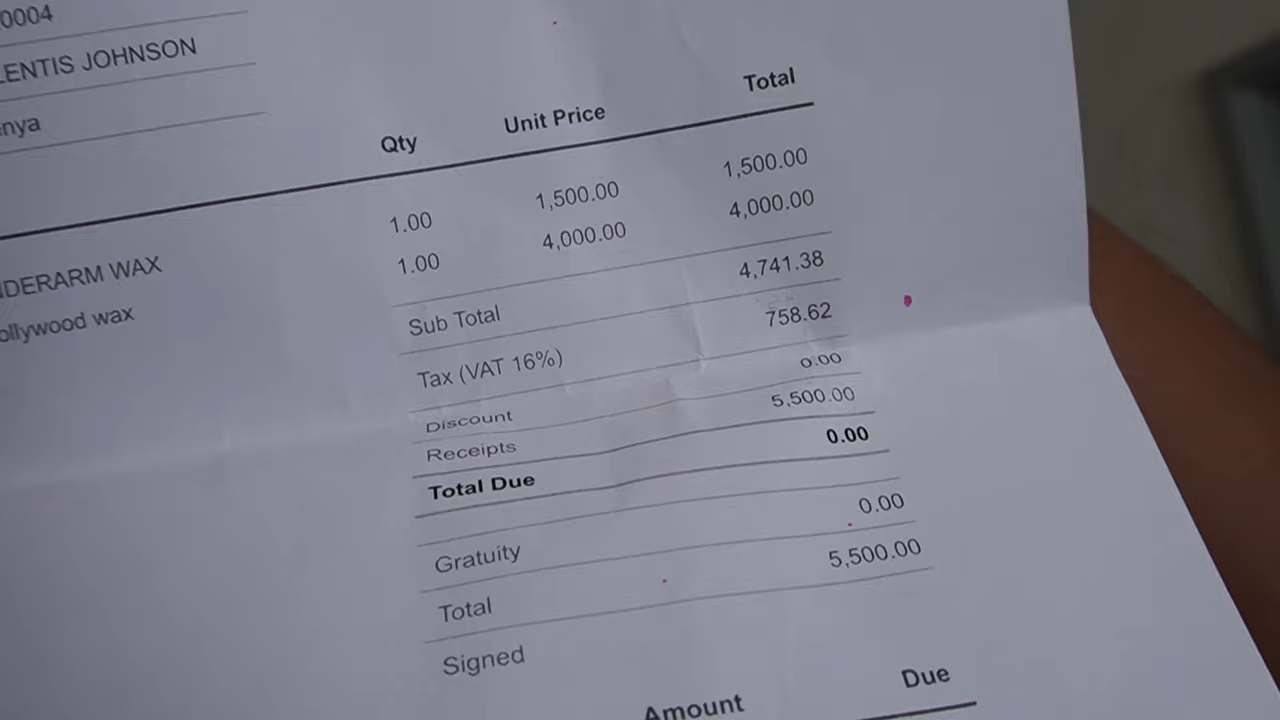 0004
LENTIS JOHNSON
enya
Qty Unit Price Total
NDERARM WAX 1.00 1,500.00 1,500.00
ollywood wax 1.00 4,000.00 4,000.00
Sub Total 4,741.38
Tax (VAT 16%) 758.62
Discount 0.00
Receipts 5,500.00
Total Due 0.00
Gratuity 0.00
Total 5,500.00
Signed
Amount Due